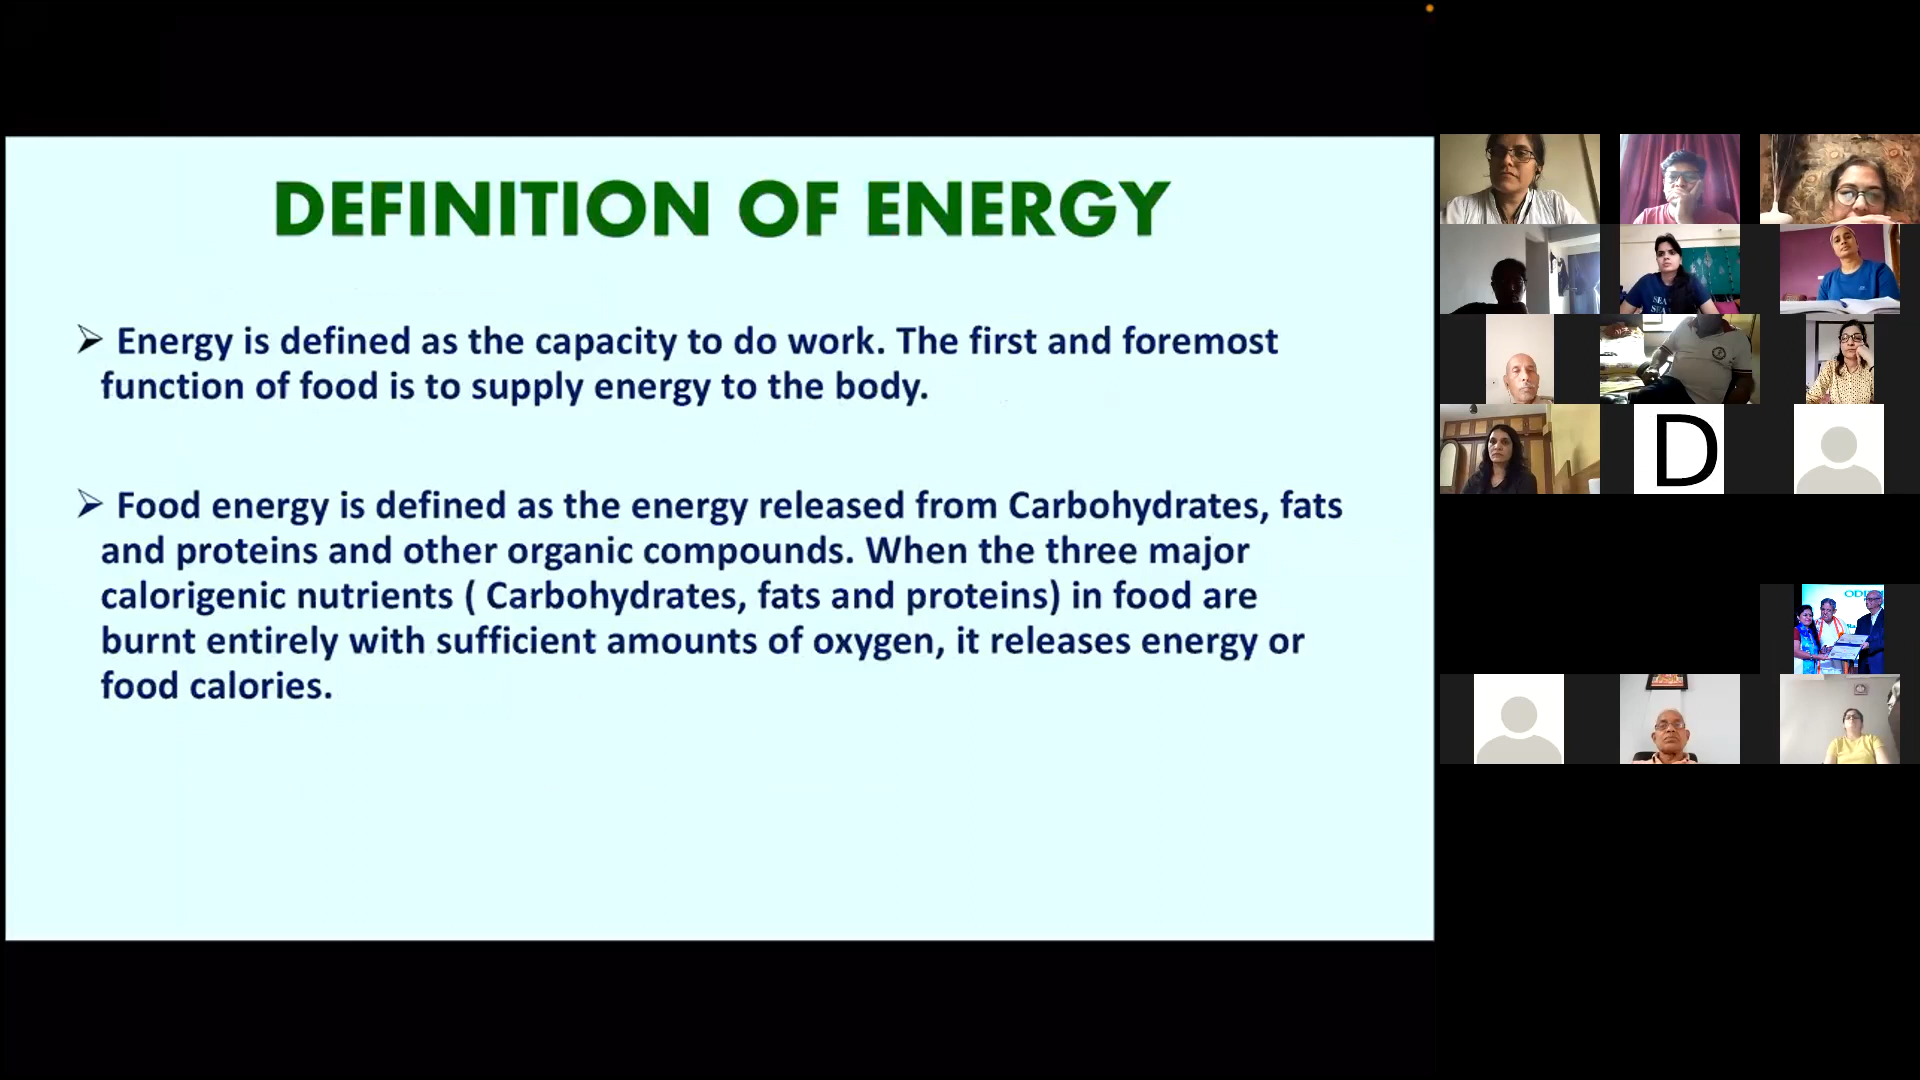 DEFINITION OF ENERGY
➢ Energy is defined as the capacity to do work. The first and foremost
function of food is to supply energy to the body.
➢ Food energy is defined as the energy released from Carbohydrates, fats
and proteins and other organic compounds. When the three major
calorigenic nutrients ( Carbohydrates, fats and proteins) in food are
burnt entirely with sufficient amounts of oxygen, it releases energy or
food calories.
D